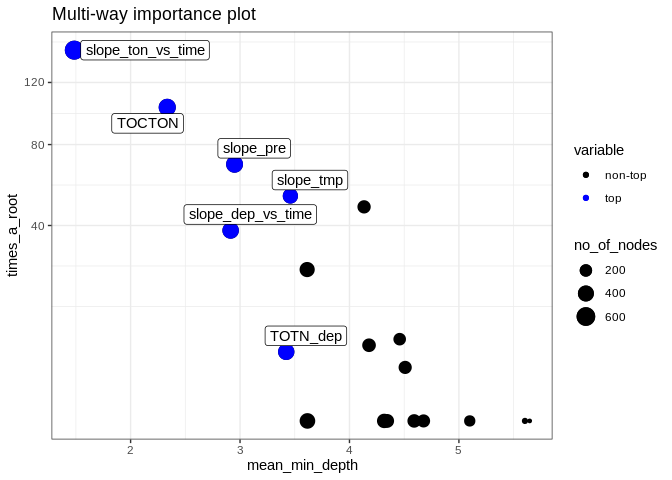 Multi-way importance plot
slope_ton_vs_time
120
TOCTON
80
slope_pre
slope_tmp
slope_dep_vs_time
40
TOTN_dep
times_a_root
2
3
4
5
mean_min_depth
variable
non-top
top
no_of_nodes
200
400
600